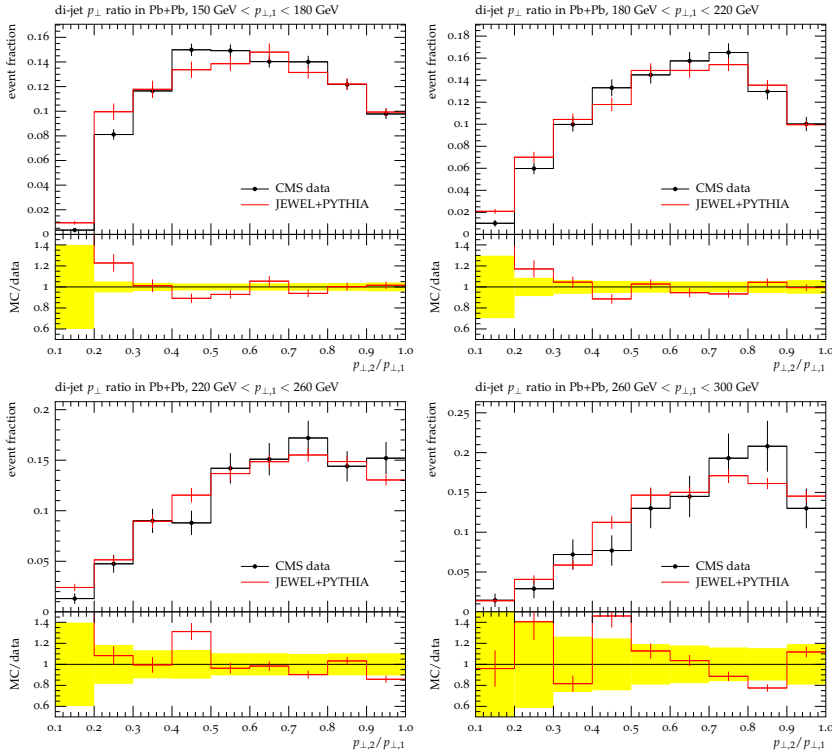 di-jet p⊥ ratio in Pb+Pb, 150 GeV < p⊥,1 < 180 GeV
event fraction
0.16
0.14
0.12
0.1
0.08
0.06
0.04
0.02
0
CMS data
JEWEL+PYTHIA
MC/data
1.4
1.2
1
0.8
0.6
0.1 0.2 0.3 0.4 0.5 0.6 0.7 0.8 0.9 1.0
p⊥,2/p⊥,1
di-jet p⊥ ratio in Pb+Pb, 180 GeV < p⊥,1 < 220 GeV
event fraction
0.18
0.16
0.14
0.12
0.1
0.08
0.06
0.04
0.02
0
CMS data
JEWEL+PYTHIA
MC/data
1.4
1.2
1
0.8
0.6
0.1 0.2 0.3 0.4 0.5 0.6 0.7 0.8 0.9 1.0
p⊥,2/p⊥,1
di-jet p⊥ ratio in Pb+Pb, 220 GeV < p⊥,1 < 260 GeV
event fraction
0.2
0.15
0.1
0.05
0
CMS data
JEWEL+PYTHIA
MC/data
1.4
1.2
1
0.8
0.6
0.1 0.2 0.3 0.4 0.5 0.6 0.7 0.8 0.9 1.0
p⊥,2/p⊥,1
di-jet p⊥ ratio in Pb+Pb, 260 GeV < p⊥,1 < 300 GeV
event fraction
0.25
0.2
0.15
0.1
0.05
0
CMS data
JEWEL+PYTHIA
MC/data
1.4
1.2
1
0.8
0.6
0.1 0.2 0.3 0.4 0.5 0.6 0.7 0.8 0.9 1.0
p⊥,2/p⊥,1